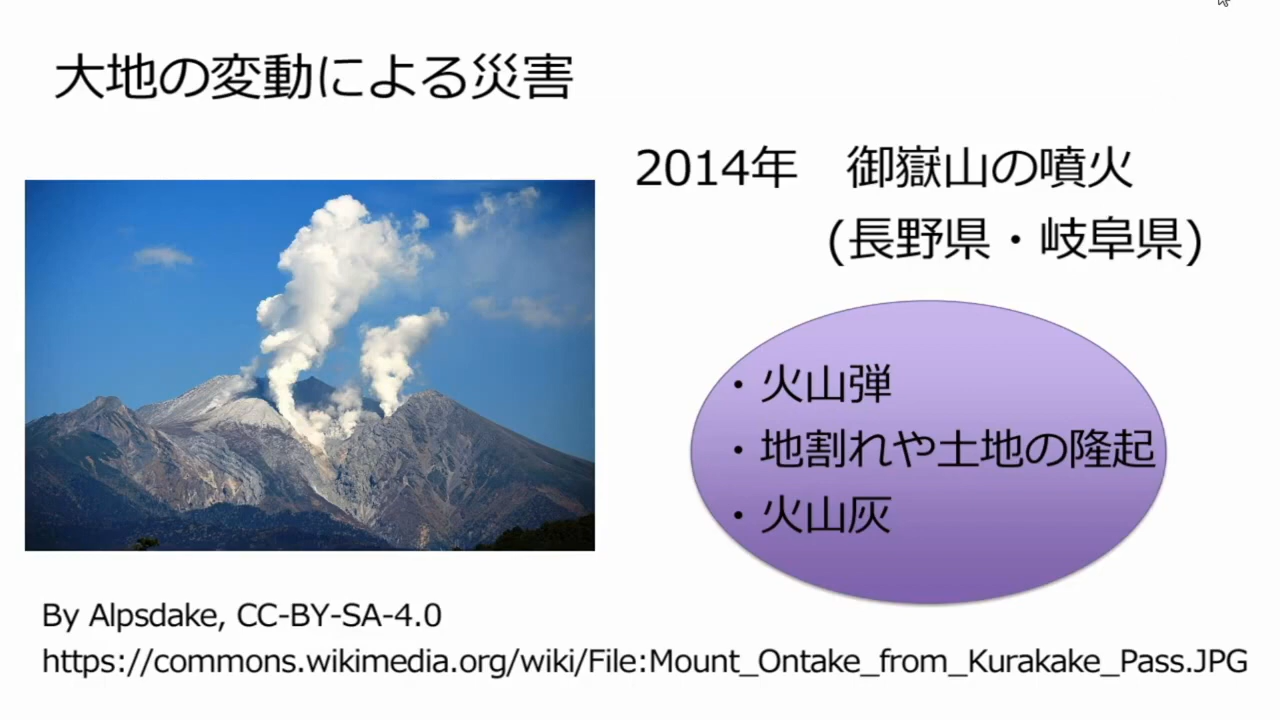 大地の変動による災害
2014年　御嶽山の噴火
(長野県・岐阜県)
・火山弾
・地割れや土地の隆起
・火山灰
By Alpsdake, CC-BY-SA-4.0
https://commons.wikimedia.org/wiki/File:Mount_Ontake_from_Kurakake_Pass.JPG